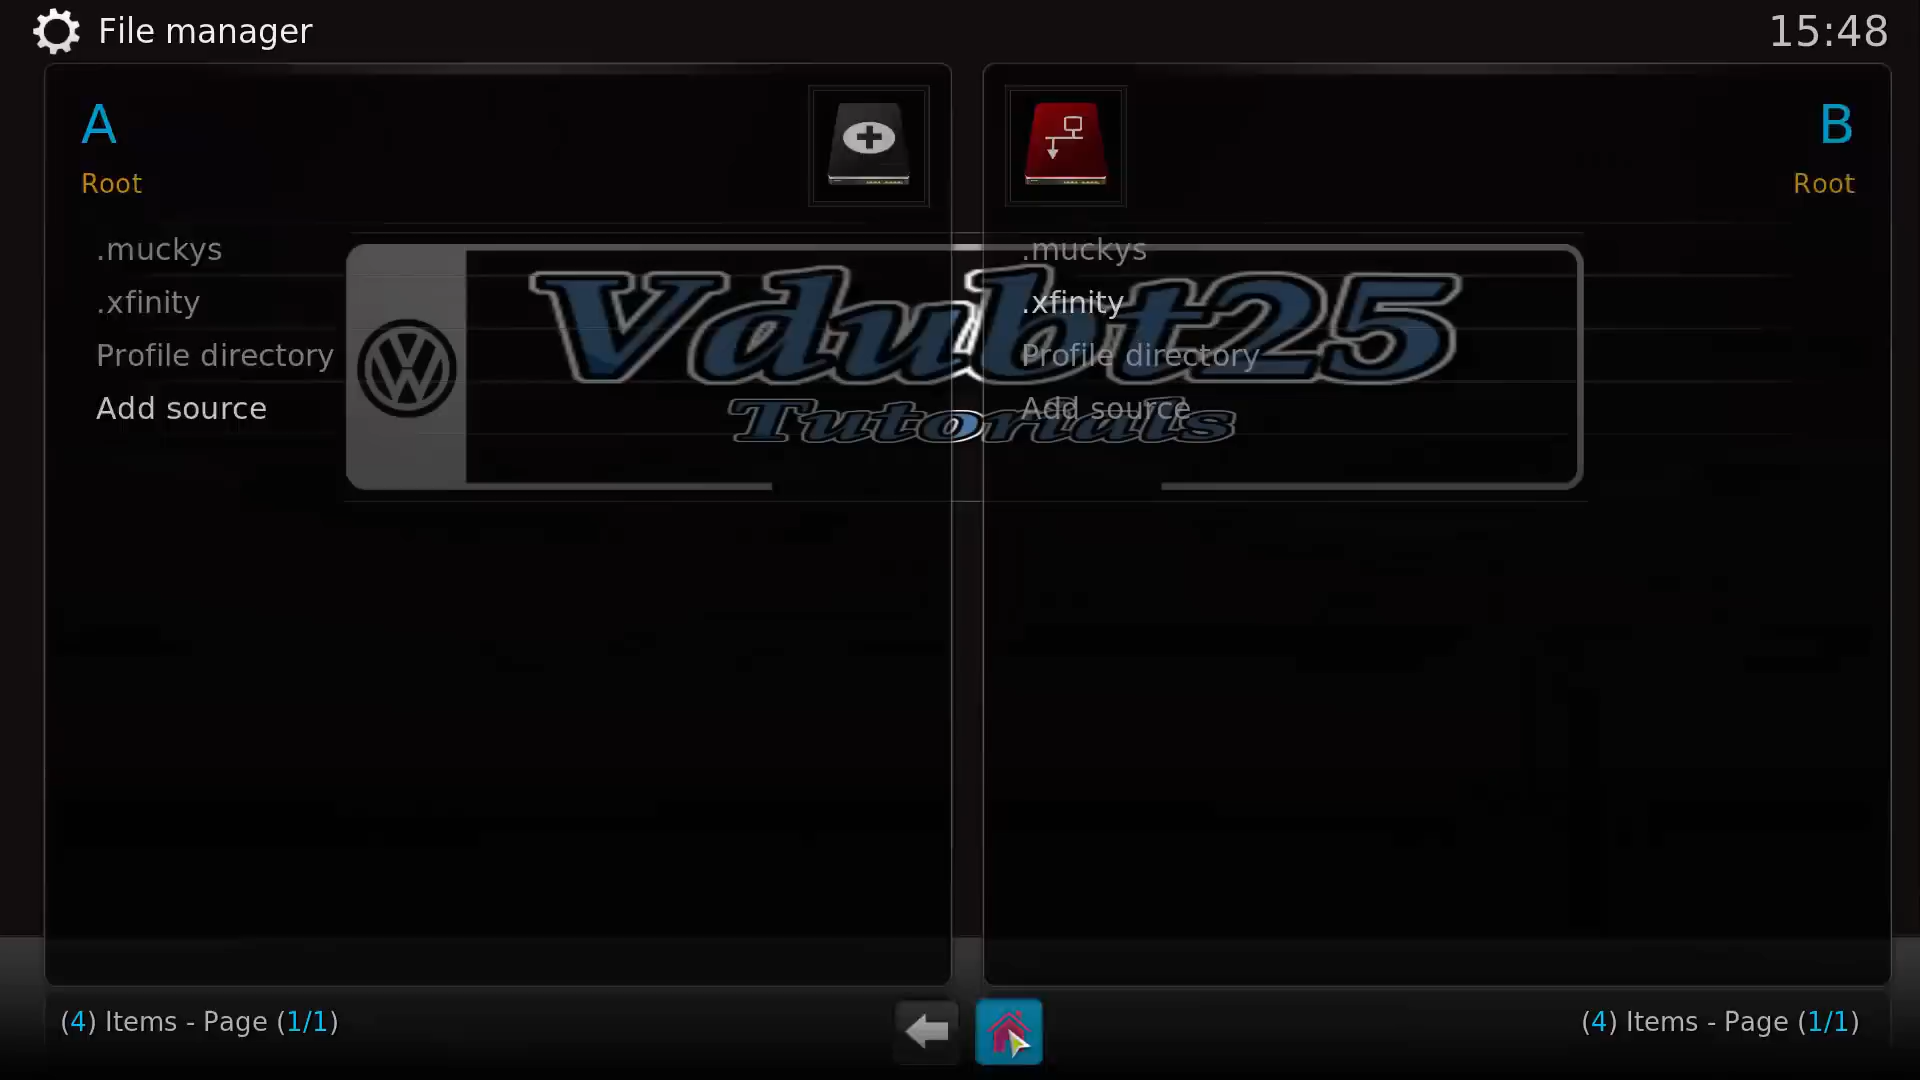 File manager
15:48
A
B
Root
Root
.muckys
.xfinity
Profile directory
Add source
.muckys
.xfinity
Profile directory
Add source
Vdubt25
Tutorials
(4) Items - Page (1/1)
(4) Items - Page (1/1)